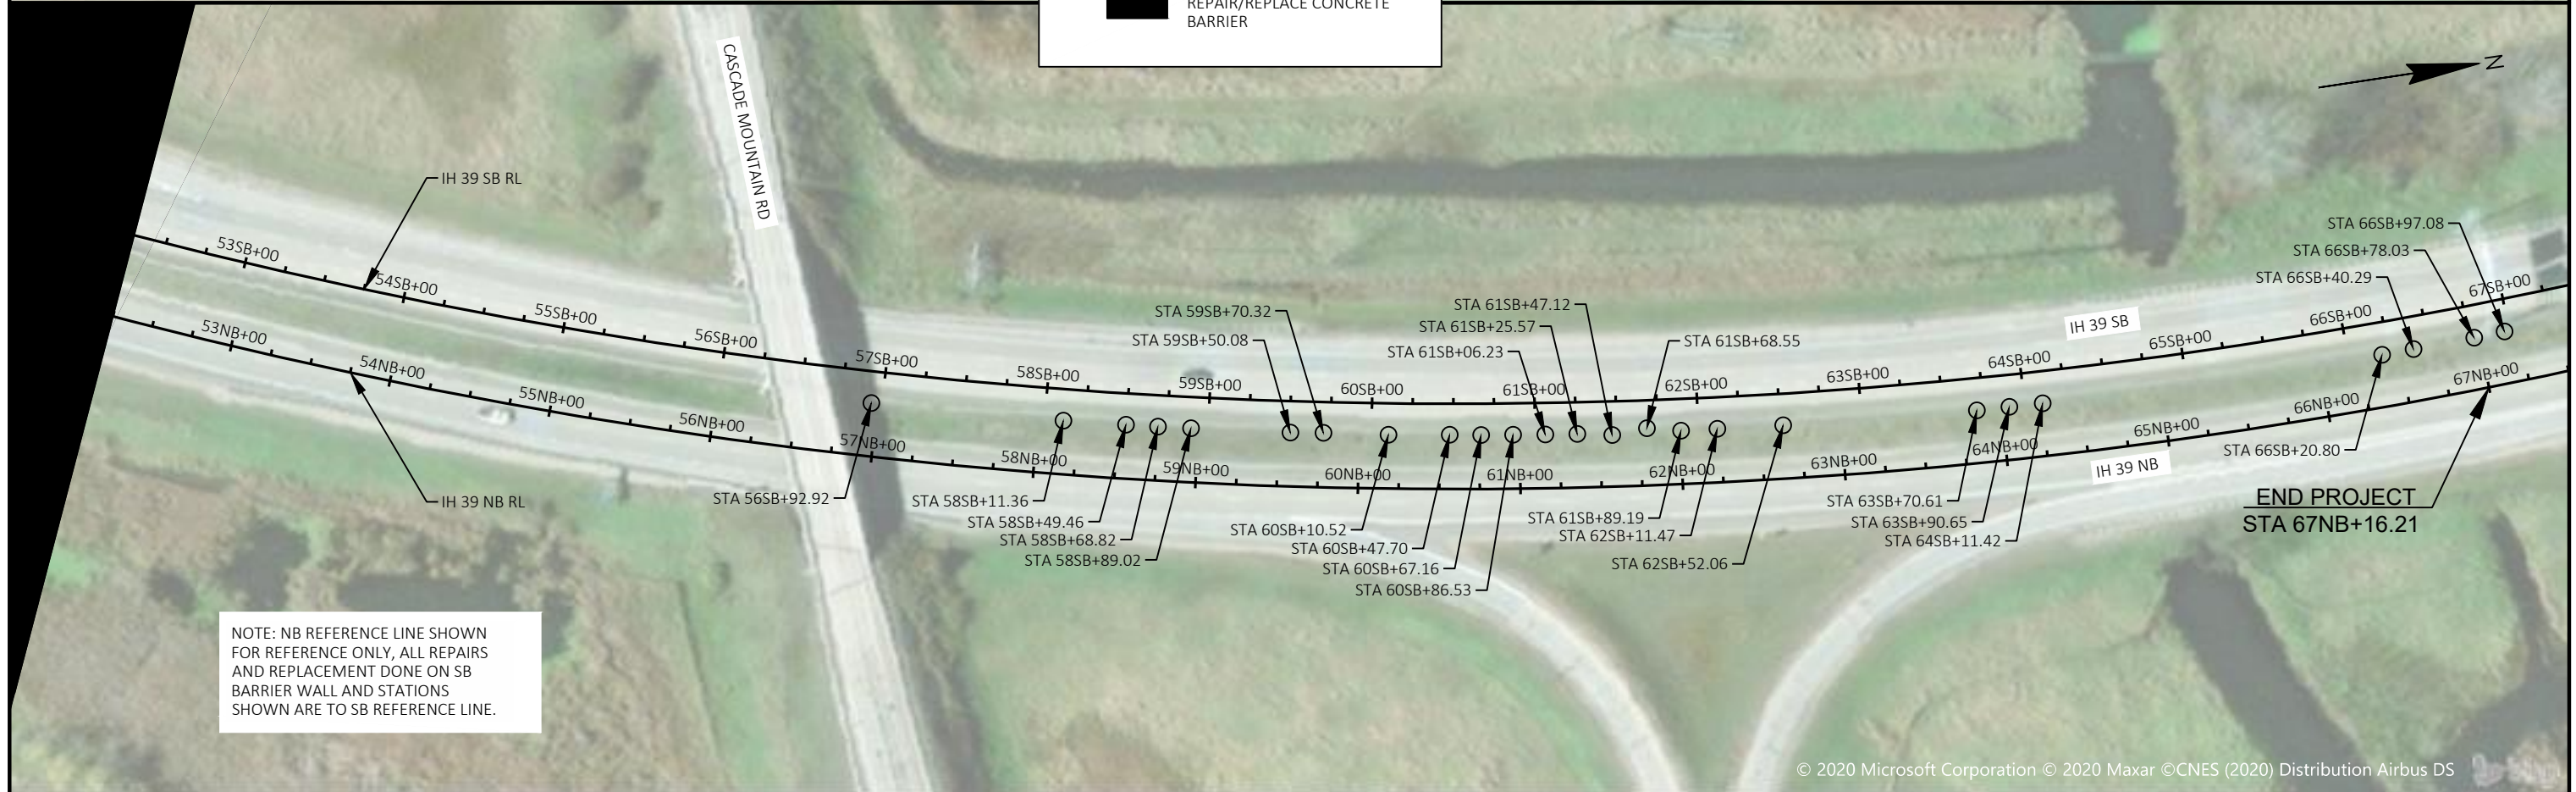 REPAIR/REPLACE CONCRETE
BARRIER
CASCADE MOUNTAIN RD
N
IH 39 SB RL
53SB+00
54SB+00
55SB+00
56SB+00
57SB+00
58SB+00
59SB+00
60SB+00
61SB+00
62SB+00
63SB+00
64SB+00
65SB+00
66SB+00
67SB+00
STA 59SB+70.32
STA 59SB+50.08
STA 61SB+47.12
STA 61SB+25.57
STA 61SB+06.23
STA 61SB+68.55
IH 39 SB
STA 66SB+97.08
STA 66SB+78.03
STA 66SB+40.29
53NB+00
54NB+00
55NB+00
56NB+00
57NB+00
58NB+00
59NB+00
60NB+00
61NB+00
62NB+00
63NB+00
64NB+00
65NB+00
66NB+00
67NB+00
IH 39 NB RL
STA 56SB+92.92
STA 58SB+11.36
STA 58SB+49.46
STA 58SB+68.82
STA 58SB+89.02
STA 60SB+10.52
STA 60SB+47.70
STA 60SB+67.16
STA 60SB+86.53
STA 61SB+89.19
STA 62SB+11.47
STA 62SB+52.06
STA 63SB+70.61
STA 63SB+90.65
STA 64SB+11.42
IH 39 NB
STA 66SB+20.80
END PROJECT
STA 67NB+16.21
NOTE: NB REFERENCE LINE SHOWN
FOR REFERENCE ONLY, ALL REPAIRS
AND REPLACEMENT DONE ON SB
BARRIER WALL AND STATIONS
SHOWN ARE TO SB REFERENCE LINE.
© 2020 Microsoft Corporation © 2020 Maxar ©CNES (2020) Distribution Airbus DS